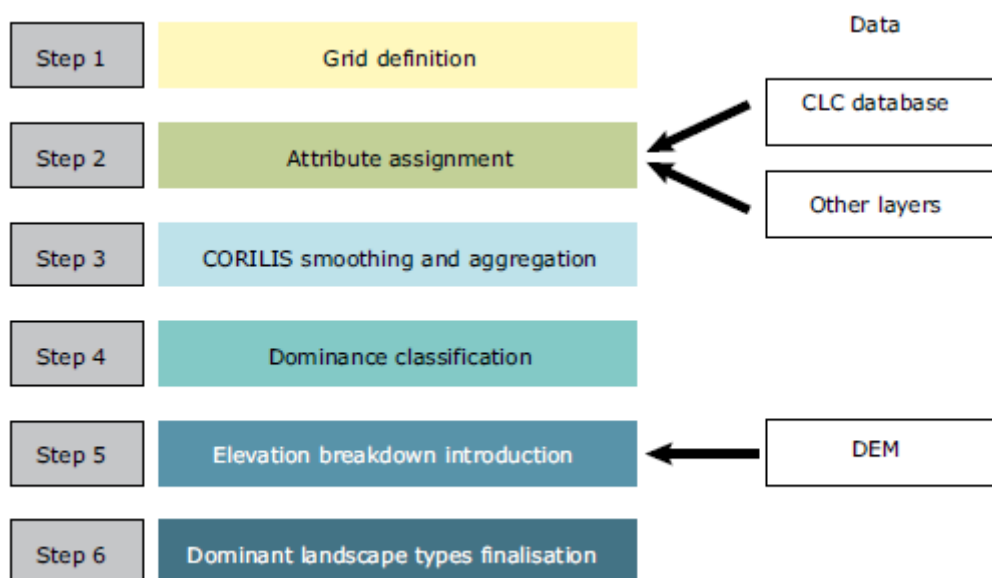 Data
Step 1
Grid definition
CLC database
Step 2
Attribute assignment
Other layers
Step 3
CORILIS smoothing and aggregation
Step 4
Dominance classification
Step 5
Elevation breakdown introduction
DEM
Step 6
Dominant landscape types finalisation